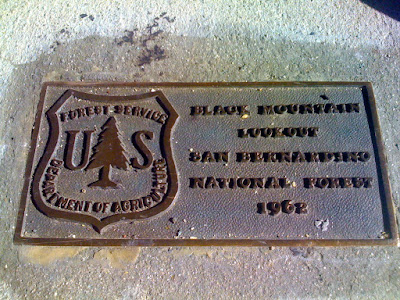 FOREST SERVICE
U S
DEPARTMENT OF AGRICULTURE
BLACK MOUNTAIN
LOOKOUT
SAN BERNARDINO
NATIONAL FOREST
1962